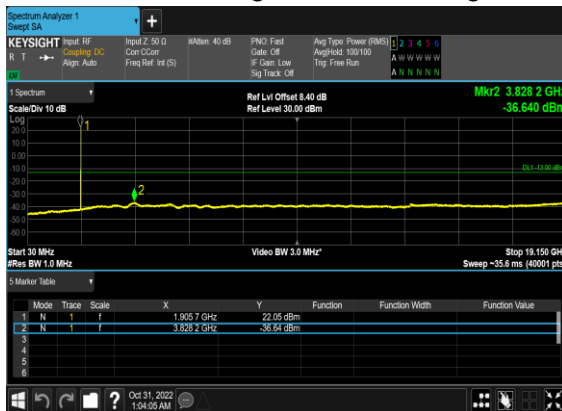 Spectrum Analyzer 1
Swept SA
KEYSIGHT Input: RF Input Z: 50 Ω #Atten: 40 dB PNO: Fast Avg Type: Power (RMS) 1 2 3 4 5 6
R T Coupling: DC Corr CCorr Gate: Off Avg|Hold: 100/100 A W W W W W
Align: Auto Freq Ref: Int (S) IF Gain: Low Trig: Free Run
Sig Track: Off A N N N N N
1 Spectrum Ref Lvl Offset 8.40 dB Mkr2 3.828 2 GHz
Scale/Div 10 dB Ref Level 30.00 dBm -36.640 dBm
Log
20.0 1
10.0
0.00
-10.0 DL1 -13.00 dBm
-20.0
-30.0 2
-40.0
-50.0
-60.0
Start 30 MHz Video BW 3.0 MHz* Stop 19.150 GHz
#Res BW 1.0 MHz Sweep ~35.6 ms (40001 pts)
5 Marker Table
Mode Trace Scale X Y Function Function Width Function Value
1 N 1 f 1.905 7 GHz 22.05 dBm
2 N 1 f 3.828 2 GHz -36.64 dBm
3
4
5
6
? Oct 31, 2022
1:04:05 AM